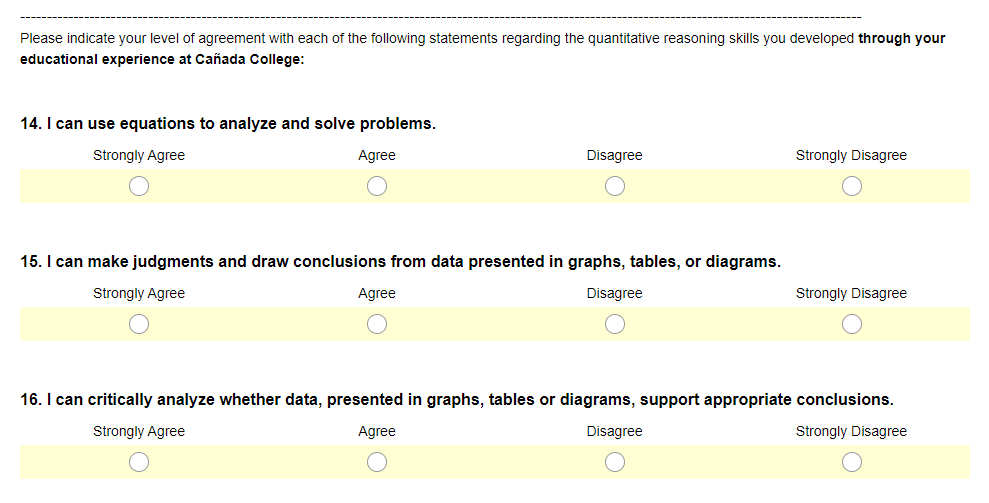 Please indicate your level of agreement with each of the following statements regarding the quantitative reasoning skills you developed through your
educational experience at Cañada College:
14. I can use equations to analyze and solve problems.
Strongly Agree Agree Disagree Strongly Disagree
15. I can make judgments and draw conclusions from data presented in graphs, tables, or diagrams.
Strongly Agree Agree Disagree Strongly Disagree
16. I can critically analyze whether data, presented in graphs, tables or diagrams, support appropriate conclusions.
Strongly Agree Agree Disagree Strongly Disagree